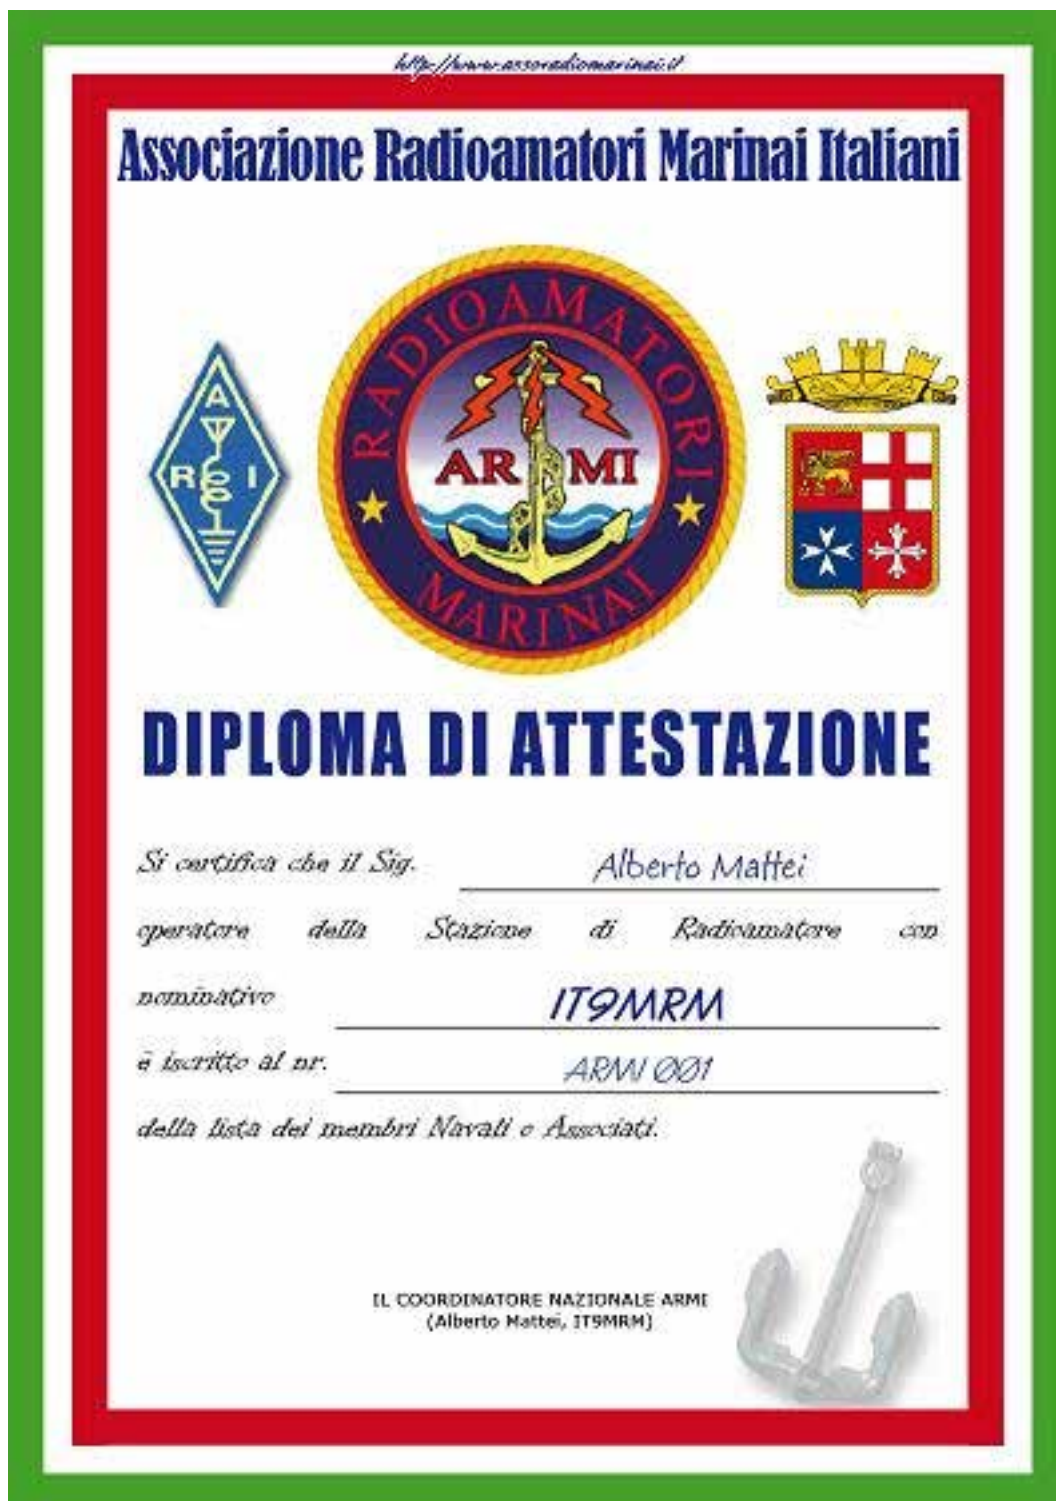 http://www.assoradiomarinai.it
Associazione Radioamatori Marinai Italiani
RADIOAMATORI
A
R I
AR MI
MARINAI
DIPLOMA DI ATTESTAZIONE
Si certifica che il Sig. Alberto Mattei
operatore della Stazione di Radioamatore con
nominativo IT9MRM
è iscritto al nr. ARMI 001
della lista dei membri Navali o Associati.
IL COORDINATORE NAZIONALE ARMI
(Alberto Mattei, IT9MRM)